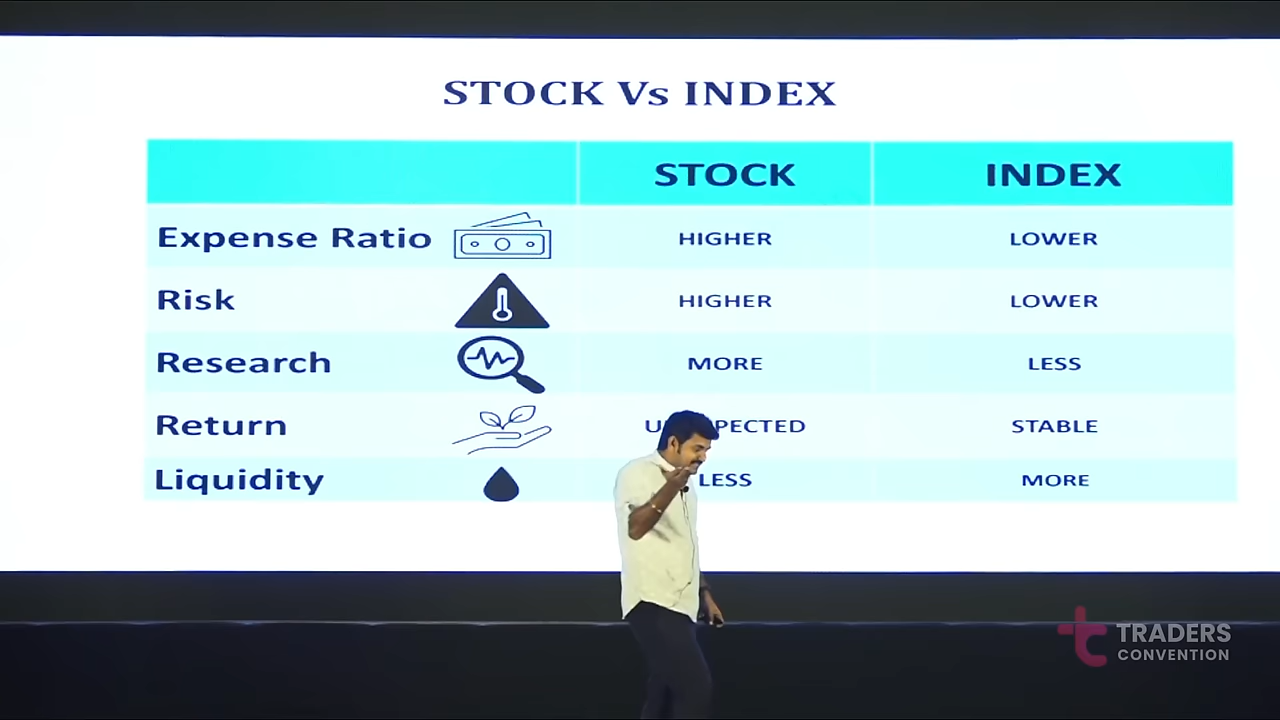 STOCK Vs INDEX
STOCK INDEX
Expense Ratio HIGHER LOWER
Risk HIGHER LOWER
Research MORE LESS
Return STABLE
Liquidity LESS MORE
TRADERS
CONVENTION